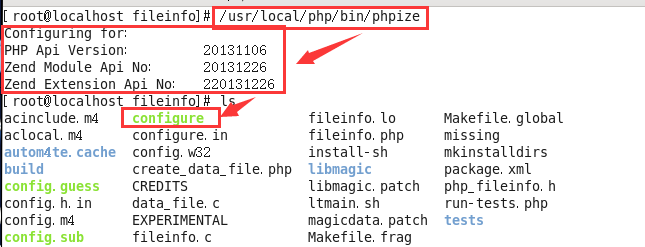 [root@localhost fileinfo]# /usr/local/php/bin/phpize
Configuring for:
PHP Api Version:         20131106
Zend Module Api No:      20131226
Zend Extension Api No:   220131226
[root@localhost fileinfo]# ls
acinclude.m4    configure             fileinfo.lo      Makefile.global
aclocal.m4      configure.in          fileinfo.php     missing
autom4te.cache  config.w32            install-sh       mkinstalldirs
build           create_data_file.php  libmagic         package.xml
config.guess    CREDITS               libmagic.patch   php_fileinfo.h
config.h.in     data_file.c           ltmain.sh        run-tests.php
config.m4       EXPERIMENTAL          magicdata.patch  tests
config.sub      fileinfo.c            Makefile.frag